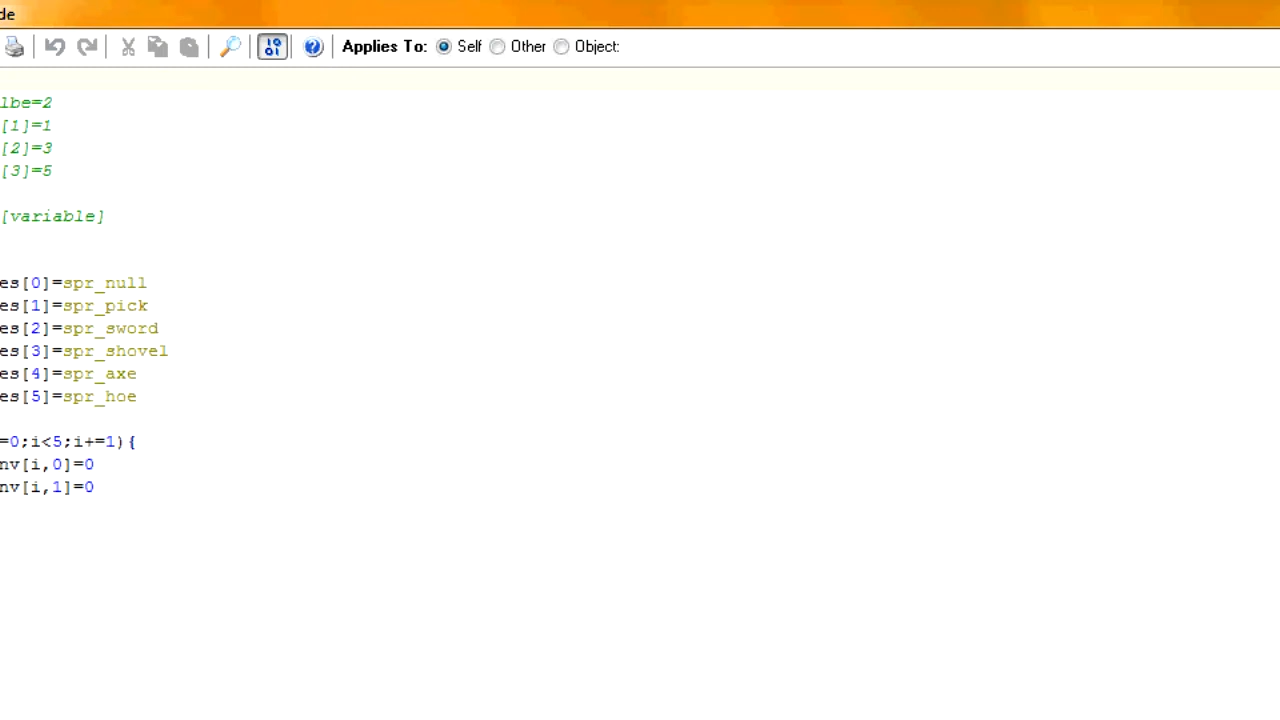 de
Applies To: Self Other Object:
lbe=2
[1]=1
[2]=3
[3]=5
[variable]
es[0]=spr_null
es[1]=spr_pick
es[2]=spr_sword
es[3]=spr_shovel
es[4]=spr_axe
es[5]=spr_hoe
=0;i<5;i+=1){
nv[i,0]=0
nv[i,1]=0